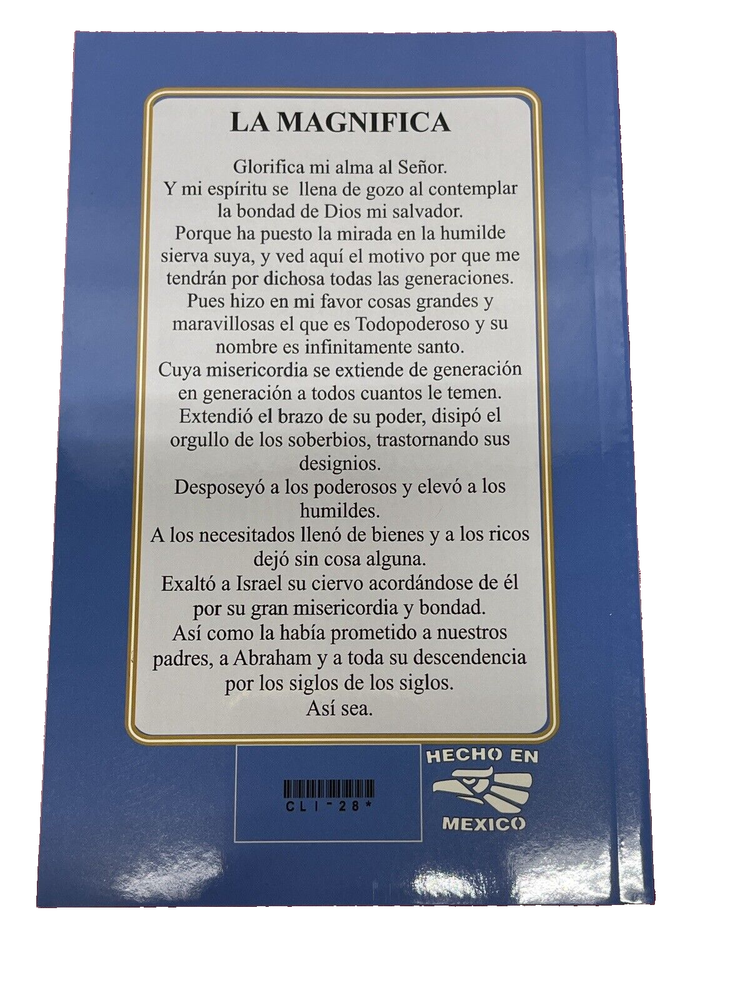 LA MAGNIFICA
Glorifica mi alma al Señor.
Y mi espíritu se llena de gozo al contemplar
la bondad de Dios mi salvador.
Porque ha puesto la mirada en la humilde
sierva suya, y ved aquí el motivo por que me
tendrán por dichosa todas las generaciones.
Pues hizo en mi favor cosas grandes y
maravillosas el que es Todopoderoso y su
nombre es infinitamente santo.
Cuya misericordia se extiende de generación
en generación a todos cuantos le temen.
Extendió el brazo de su poder, disipó el
orgullo de los soberbios, trastornando sus
designios.
Desposeyó a los poderosos y elevó a los
humildes.
A los necesitados llenó de bienes y a los ricos
dejó sin cosa alguna.
Exaltó a Israel su ciervo acordándose de él
por su gran misericordia y bondad.
Así como la había prometido a nuestros
padres, a Abraham y a toda su descendencia
por los siglos de los siglos.
Así sea.
CLI-28*
HECHO EN
MEXICO